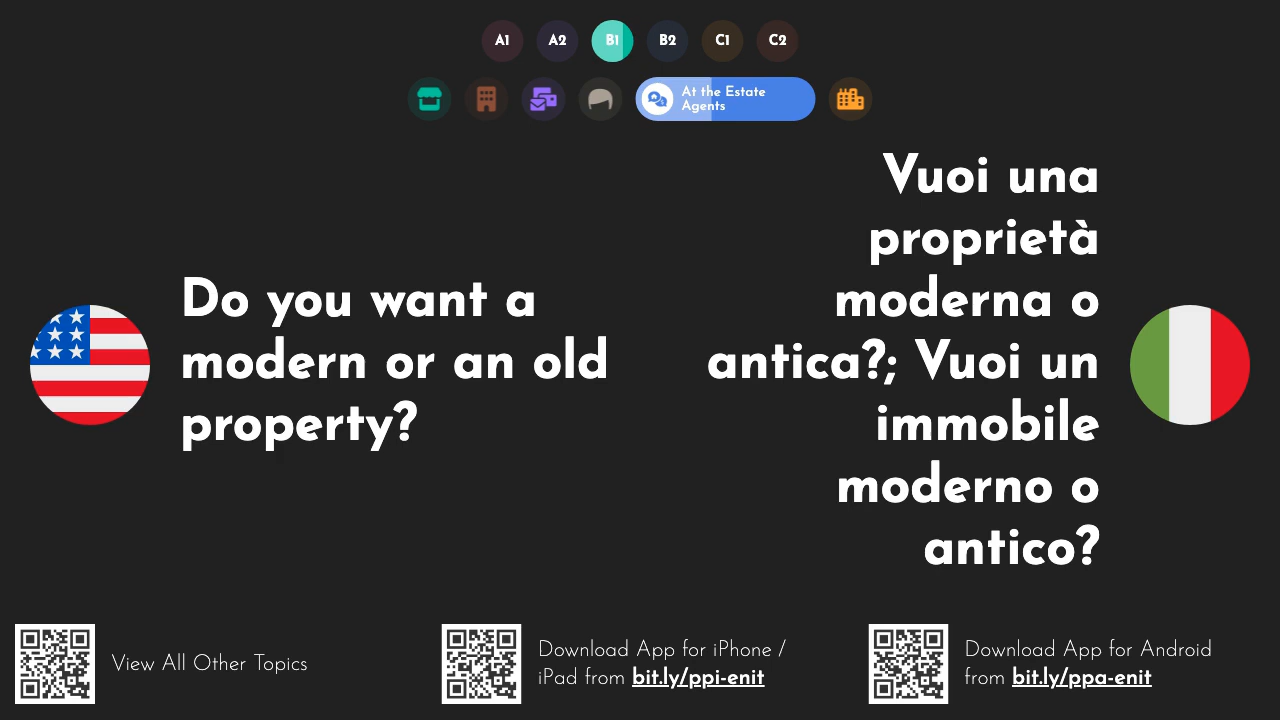 A1 A2 B1 B2 C1 C2
At the Estate
Agents
Do you want a
modern or an old
property?
Vuoi una
proprietà
moderna o
antica?; Vuoi un
immobile
moderno o
antico?
View All Other Topics
Download App for iPhone /
iPad from bit.ly/ppi-enit
Download App for Android
from bit.ly/ppa-enit